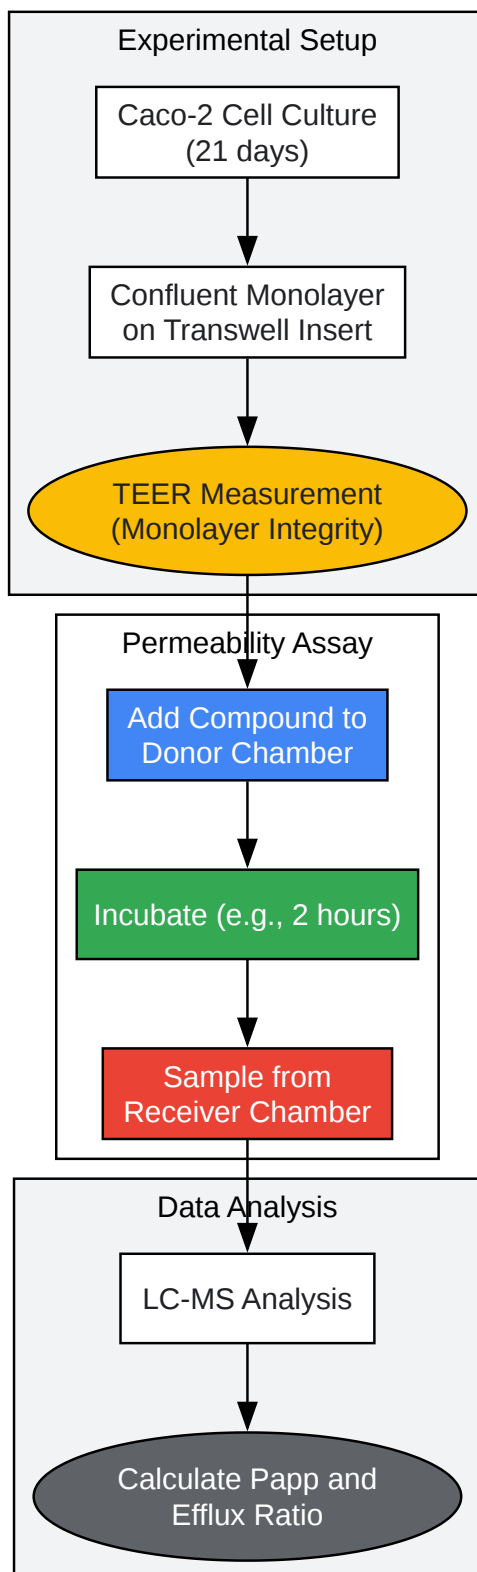 Experimental Setup
Caco-2 Cell Culture
(21 days)
Confluent Monolayer
on Transwell Insert
TEER Measurement
(Monolayer Integrity)
Permeability Assay
Add Compound to
Donor Chamber
Incubate (e.g., 2 hours)
Sample from
Receiver Chamber
Data Analysis
LC-MS Analysis
Calculate Papp and
Efflux Ratio